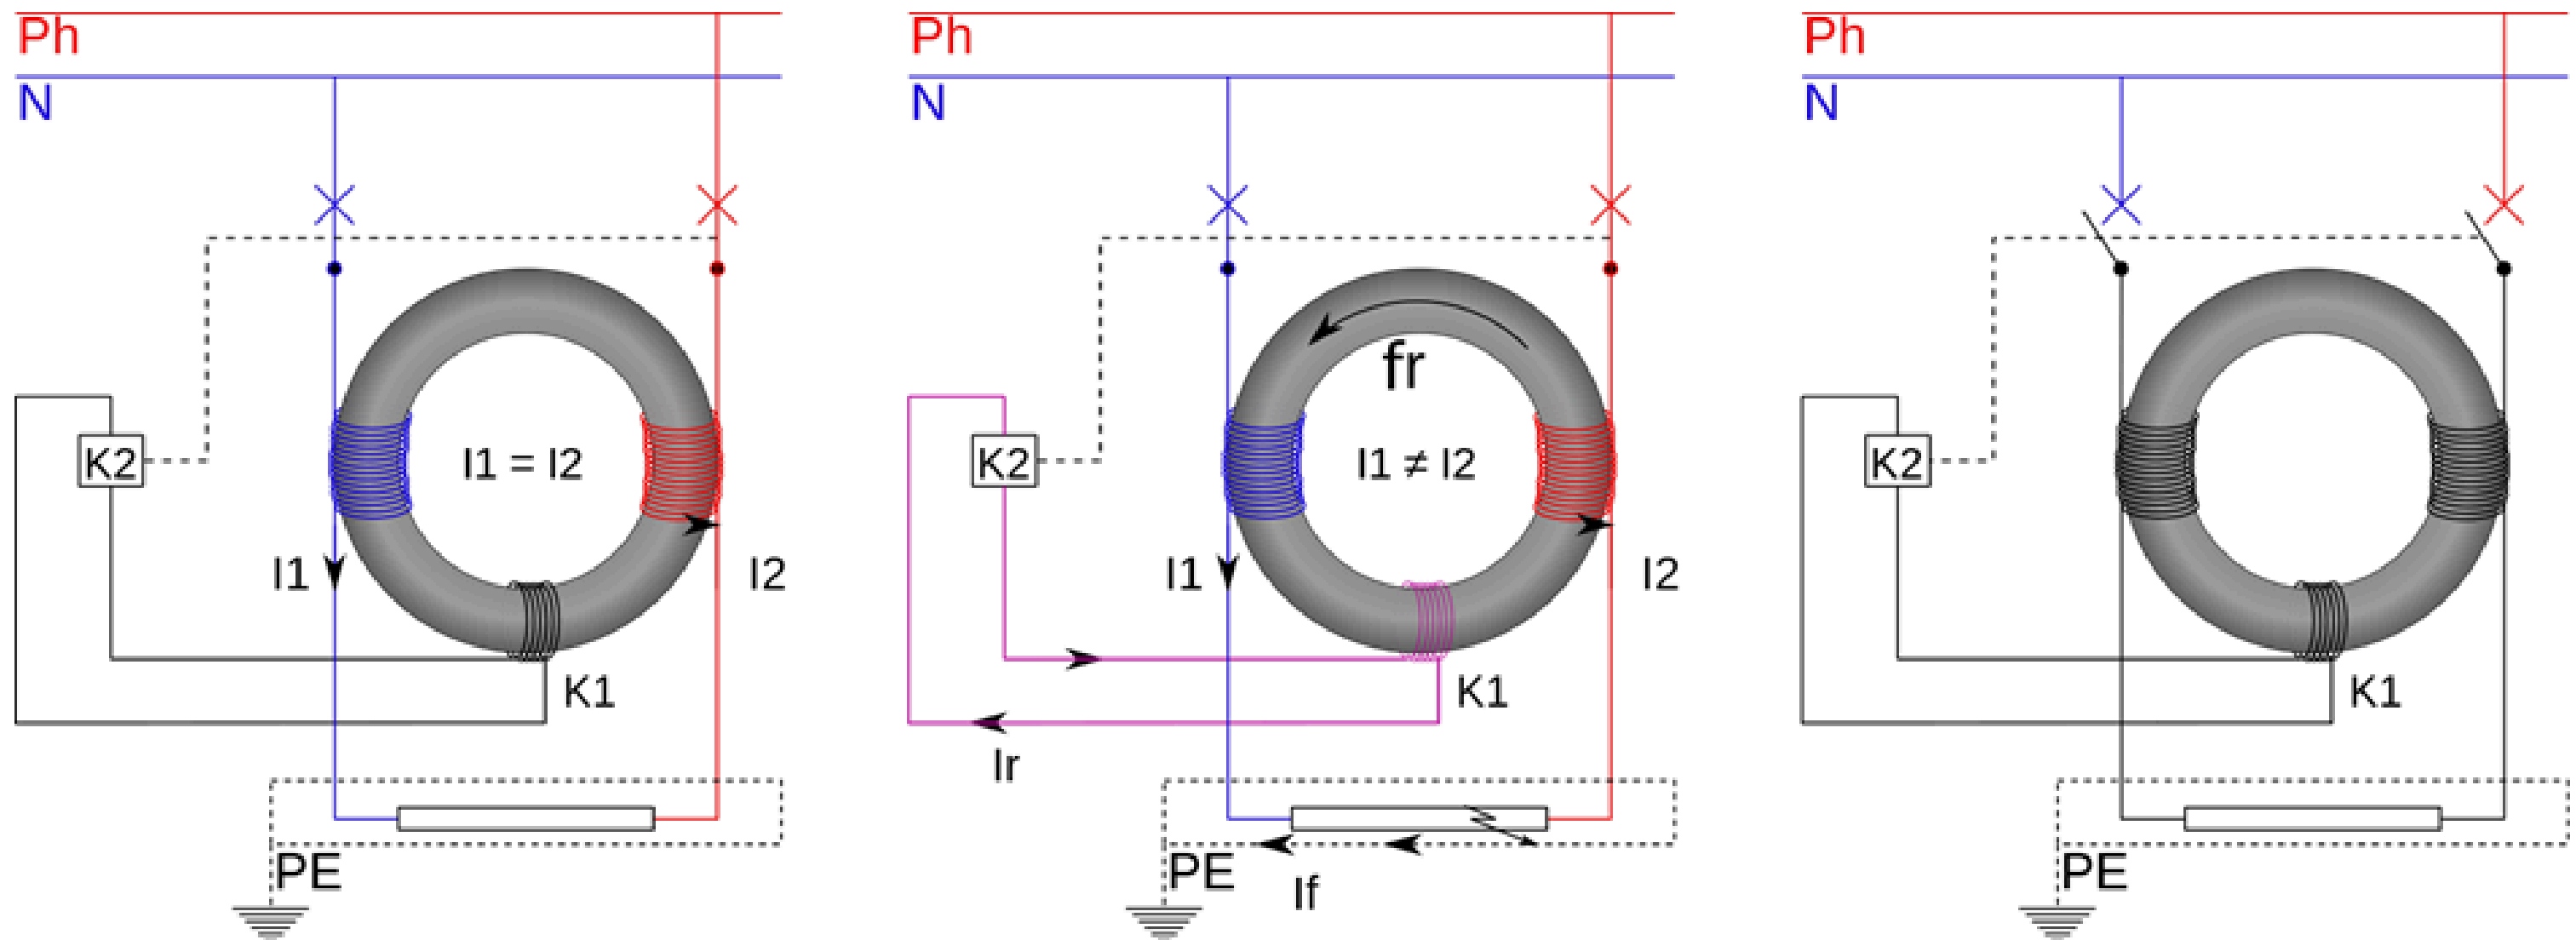 Ph
N
K2
I1 = I2
I1
I2
K1
PE
Ph
N
fr
K2
I1 ≠ I2
I1
I2
K1
Ir
PE
If
Ph
N
K2
K1
PE